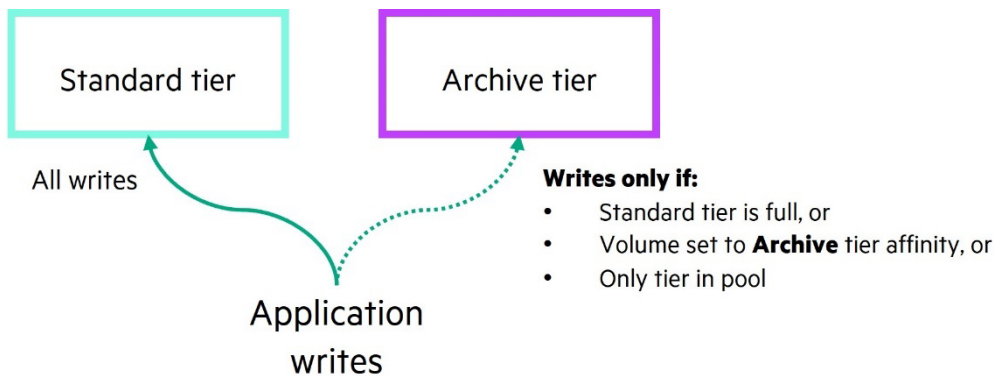 Standard tier
Archive tier
All writes
Writes only if:
• Standard tier is full, or
• Volume set to Archive tier affinity, or
• Only tier in pool
Application
writes